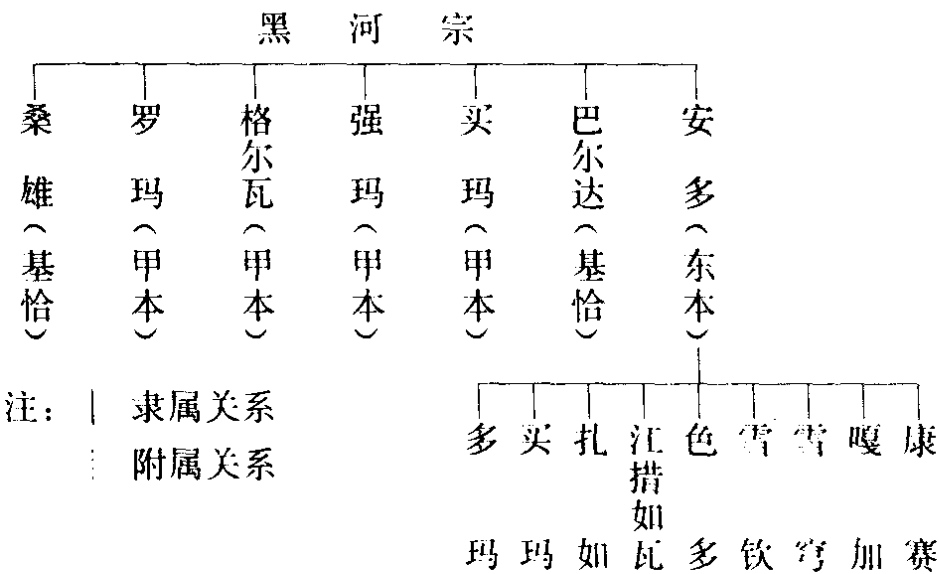 黑河宗
桑雄(基恰)
罗玛(甲本)
格尔瓦(甲本)
强玛(甲本)
买玛(甲本)
巴尔达(基恰)
安多(东本)
注:| 隶属关系
┊ 附属关系
多玛
买玛
扎如
江措如瓦
色多
雪钦
雪穹
嘎加
康赛